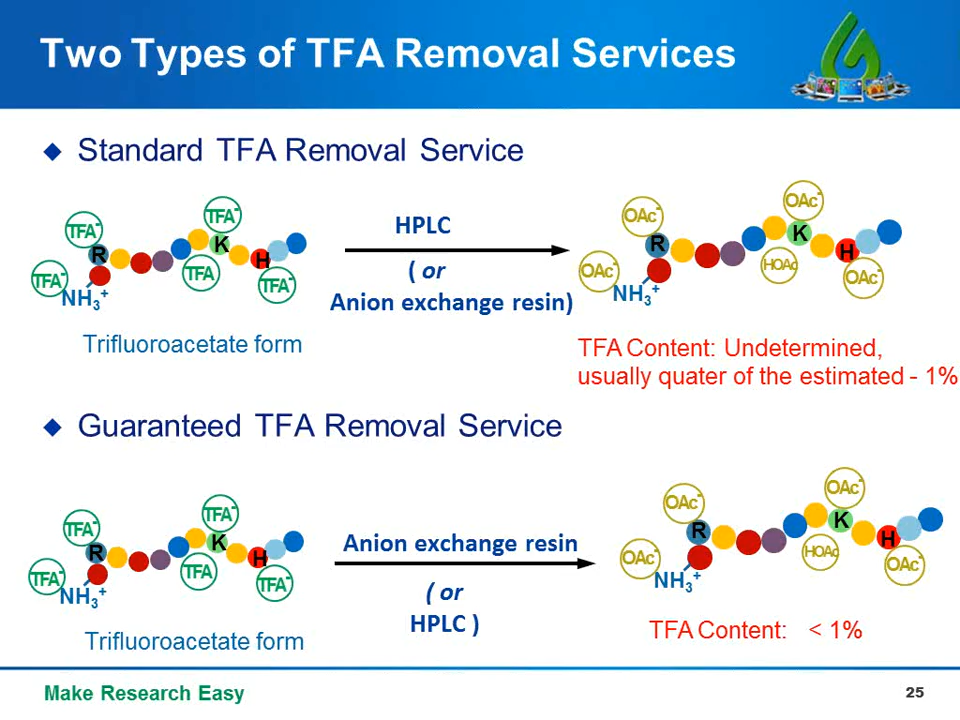 Two Types of TFA Removal Services
Standard TFA Removal Service
TFA-
TFA-
R
K
H
TFA-
TFA
TFA-
NH3+
Trifluoroacetate form
HPLC
( or
Anion exchange resin)
OAc-
OAc-
R
K
H
OAc-
HOAc
OAc-
NH3+
TFA Content: Undetermined,
usually quater of the estimated - 1%
Guaranteed TFA Removal Service
TFA-
TFA-
R
K
H
TFA-
TFA
TFA-
NH3+
Trifluoroacetate form
Anion exchange resin
( or
HPLC )
OAc-
OAc-
R
K
H
OAc-
HOAc
OAc-
NH3+
TFA Content: < 1%
Make Research Easy
25